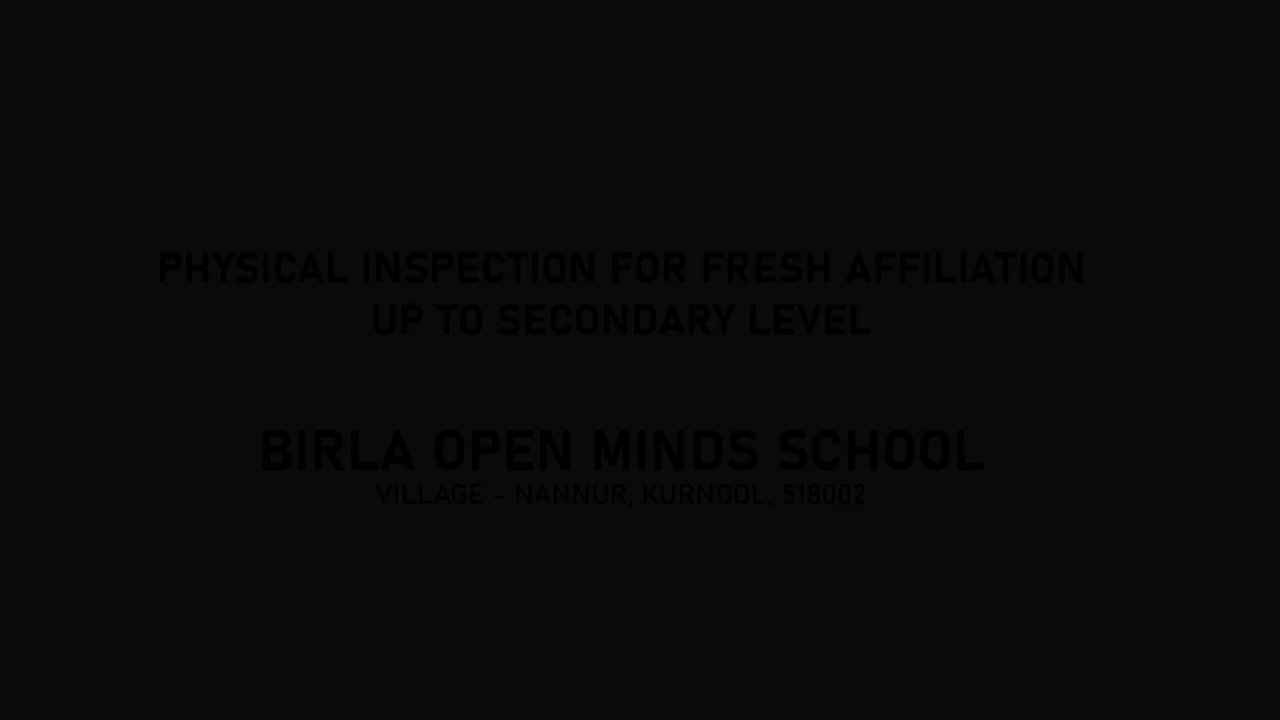 PHYSICAL INSPECTION FOR FRESH AFFILIATION
UP TO SECONDARY LEVEL
BIRLA OPEN MINDS SCHOOL
VILLAGE - NANNUR, KURNOOL, 518002